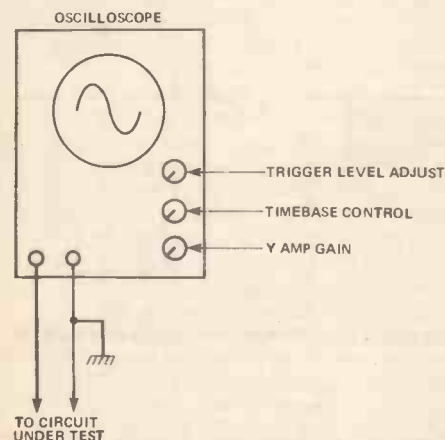 OSCILLOSCOPE
TRIGGER LEVEL ADJUST
TIMEBASE CONTROL
Y AMP GAIN
TO CIRCUIT
UNDER TEST